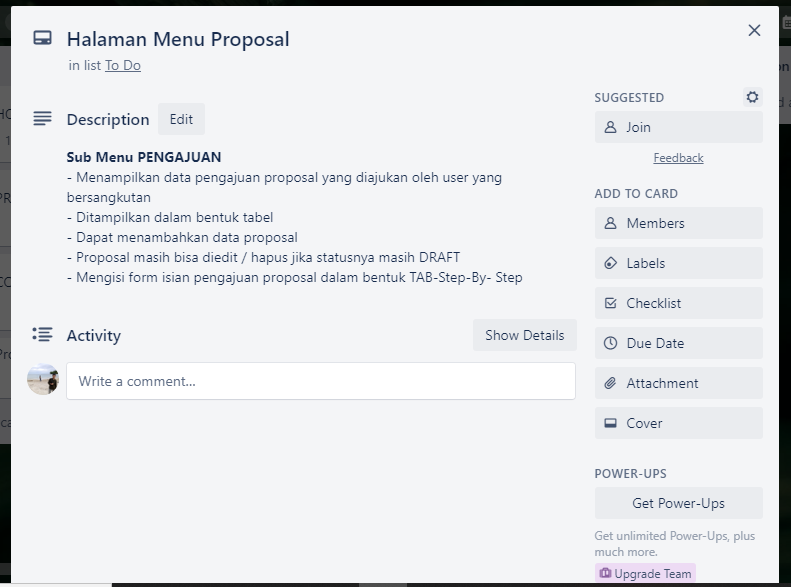 Halaman Menu Proposal
in list To Do
Description
Edit
Sub Menu PENGAJUAN
- Menampilkan data pengajuan proposal yang diajukan oleh user yang
bersangkutan
- Ditampilkan dalam bentuk tabel
- Dapat menambahkan data proposal
- Proposal masih bisa diedit / hapus jika statusnya masih DRAFT
- Mengisi form isian pengajuan proposal dalam bentuk TAB-Step-By- Step
Activity
Show Details
Write a comment...
SUGGESTED
Join
Feedback
ADD TO CARD
Members
Labels
Checklist
Due Date
Attachment
Cover
POWER-UPS
Get Power-Ups
Get unlimited Power-Ups, plus
much more.
Upgrade Team